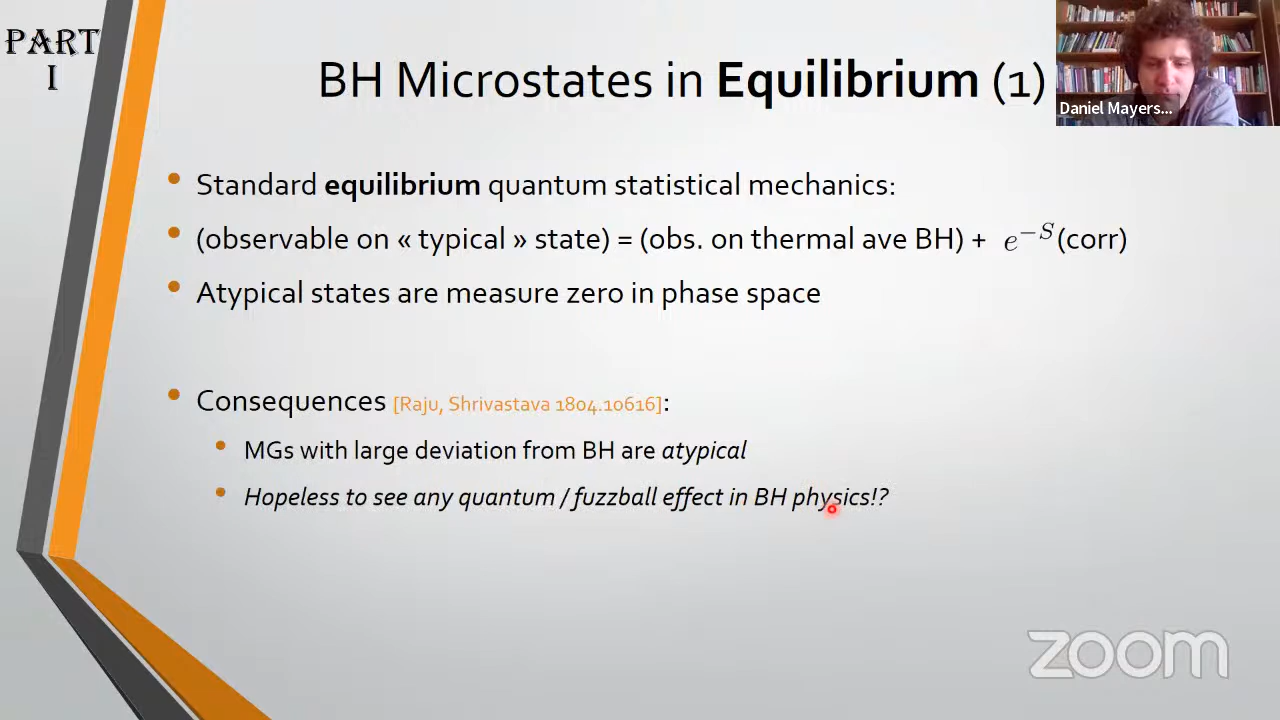 PART
I
BH Microstates in Equilibrium (1)
Daniel Mayers...
Standard equilibrium quantum statistical mechanics:
(observable on « typical » state) = (obs. on thermal ave BH) + e^{-S}(corr)
Atypical states are measure zero in phase space
Consequences [Raju, Shrivastava 1804.10616]:
MGs with large deviation from BH are atypical
Hopeless to see any quantum / fuzzball effect in BH physics!?
zoom